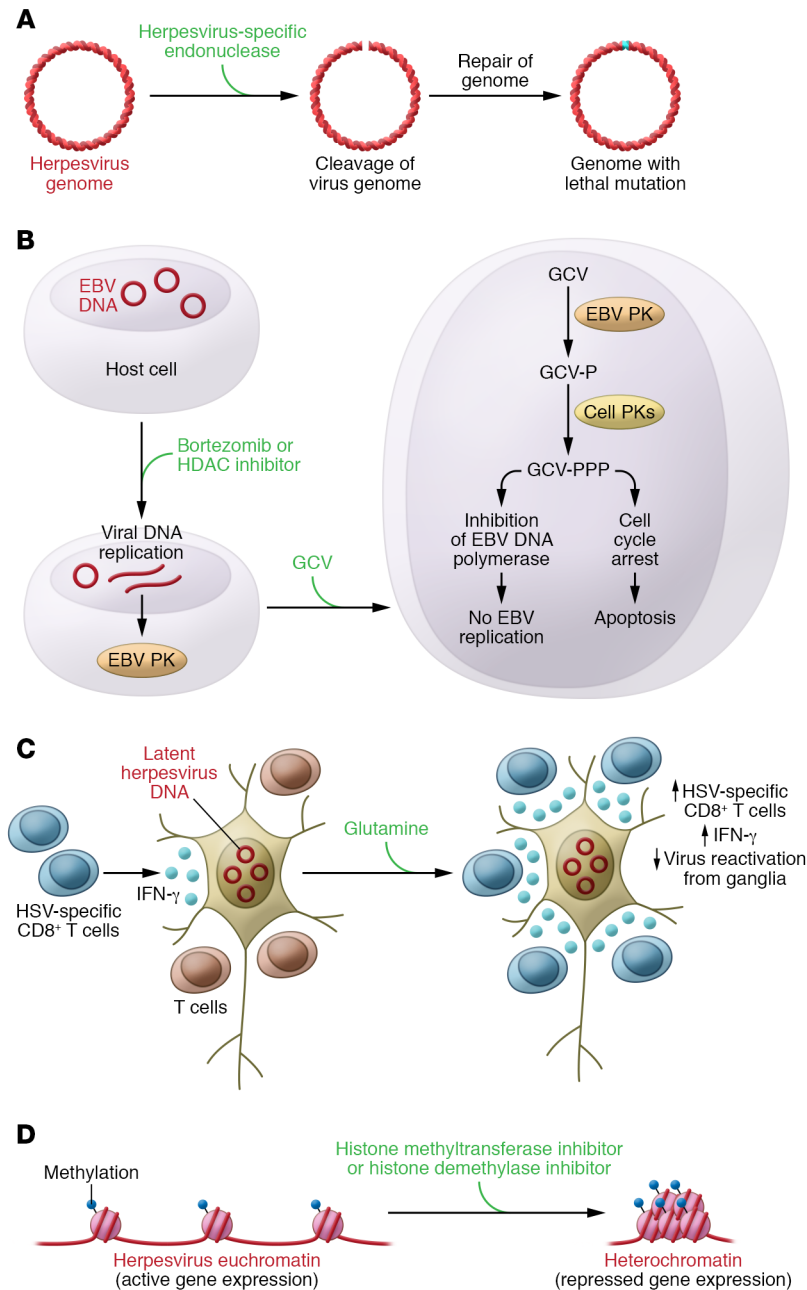 A
Herpesvirus-specific
endonuclease
Repair of
genome
Herpesvirus
genome
Cleavage of
virus genome
Genome with
lethal mutation
B
EBV
DNA
Host cell
Bortezomib or
HDAC inhibitor
Viral DNA
replication
EBV PK
GCV
GCV
EBV PK
GCV-P
Cell PKs
GCV-PPP
Inhibition
of EBV DNA
polymerase
Cell
cycle
arrest
No EBV
replication
Apoptosis
C
Latent
herpesvirus
DNA
HSV-specific
CD8⁺ T cells
IFN-γ
T cells
Glutamine
HSV-specific
CD8⁺ T cells
IFN-γ
Virus reactivation
from ganglia
D
Methylation
Histone methyltransferase inhibitor
or histone demethylase inhibitor
Herpesvirus euchromatin
(active gene expression)
Heterochromatin
(repressed gene expression)